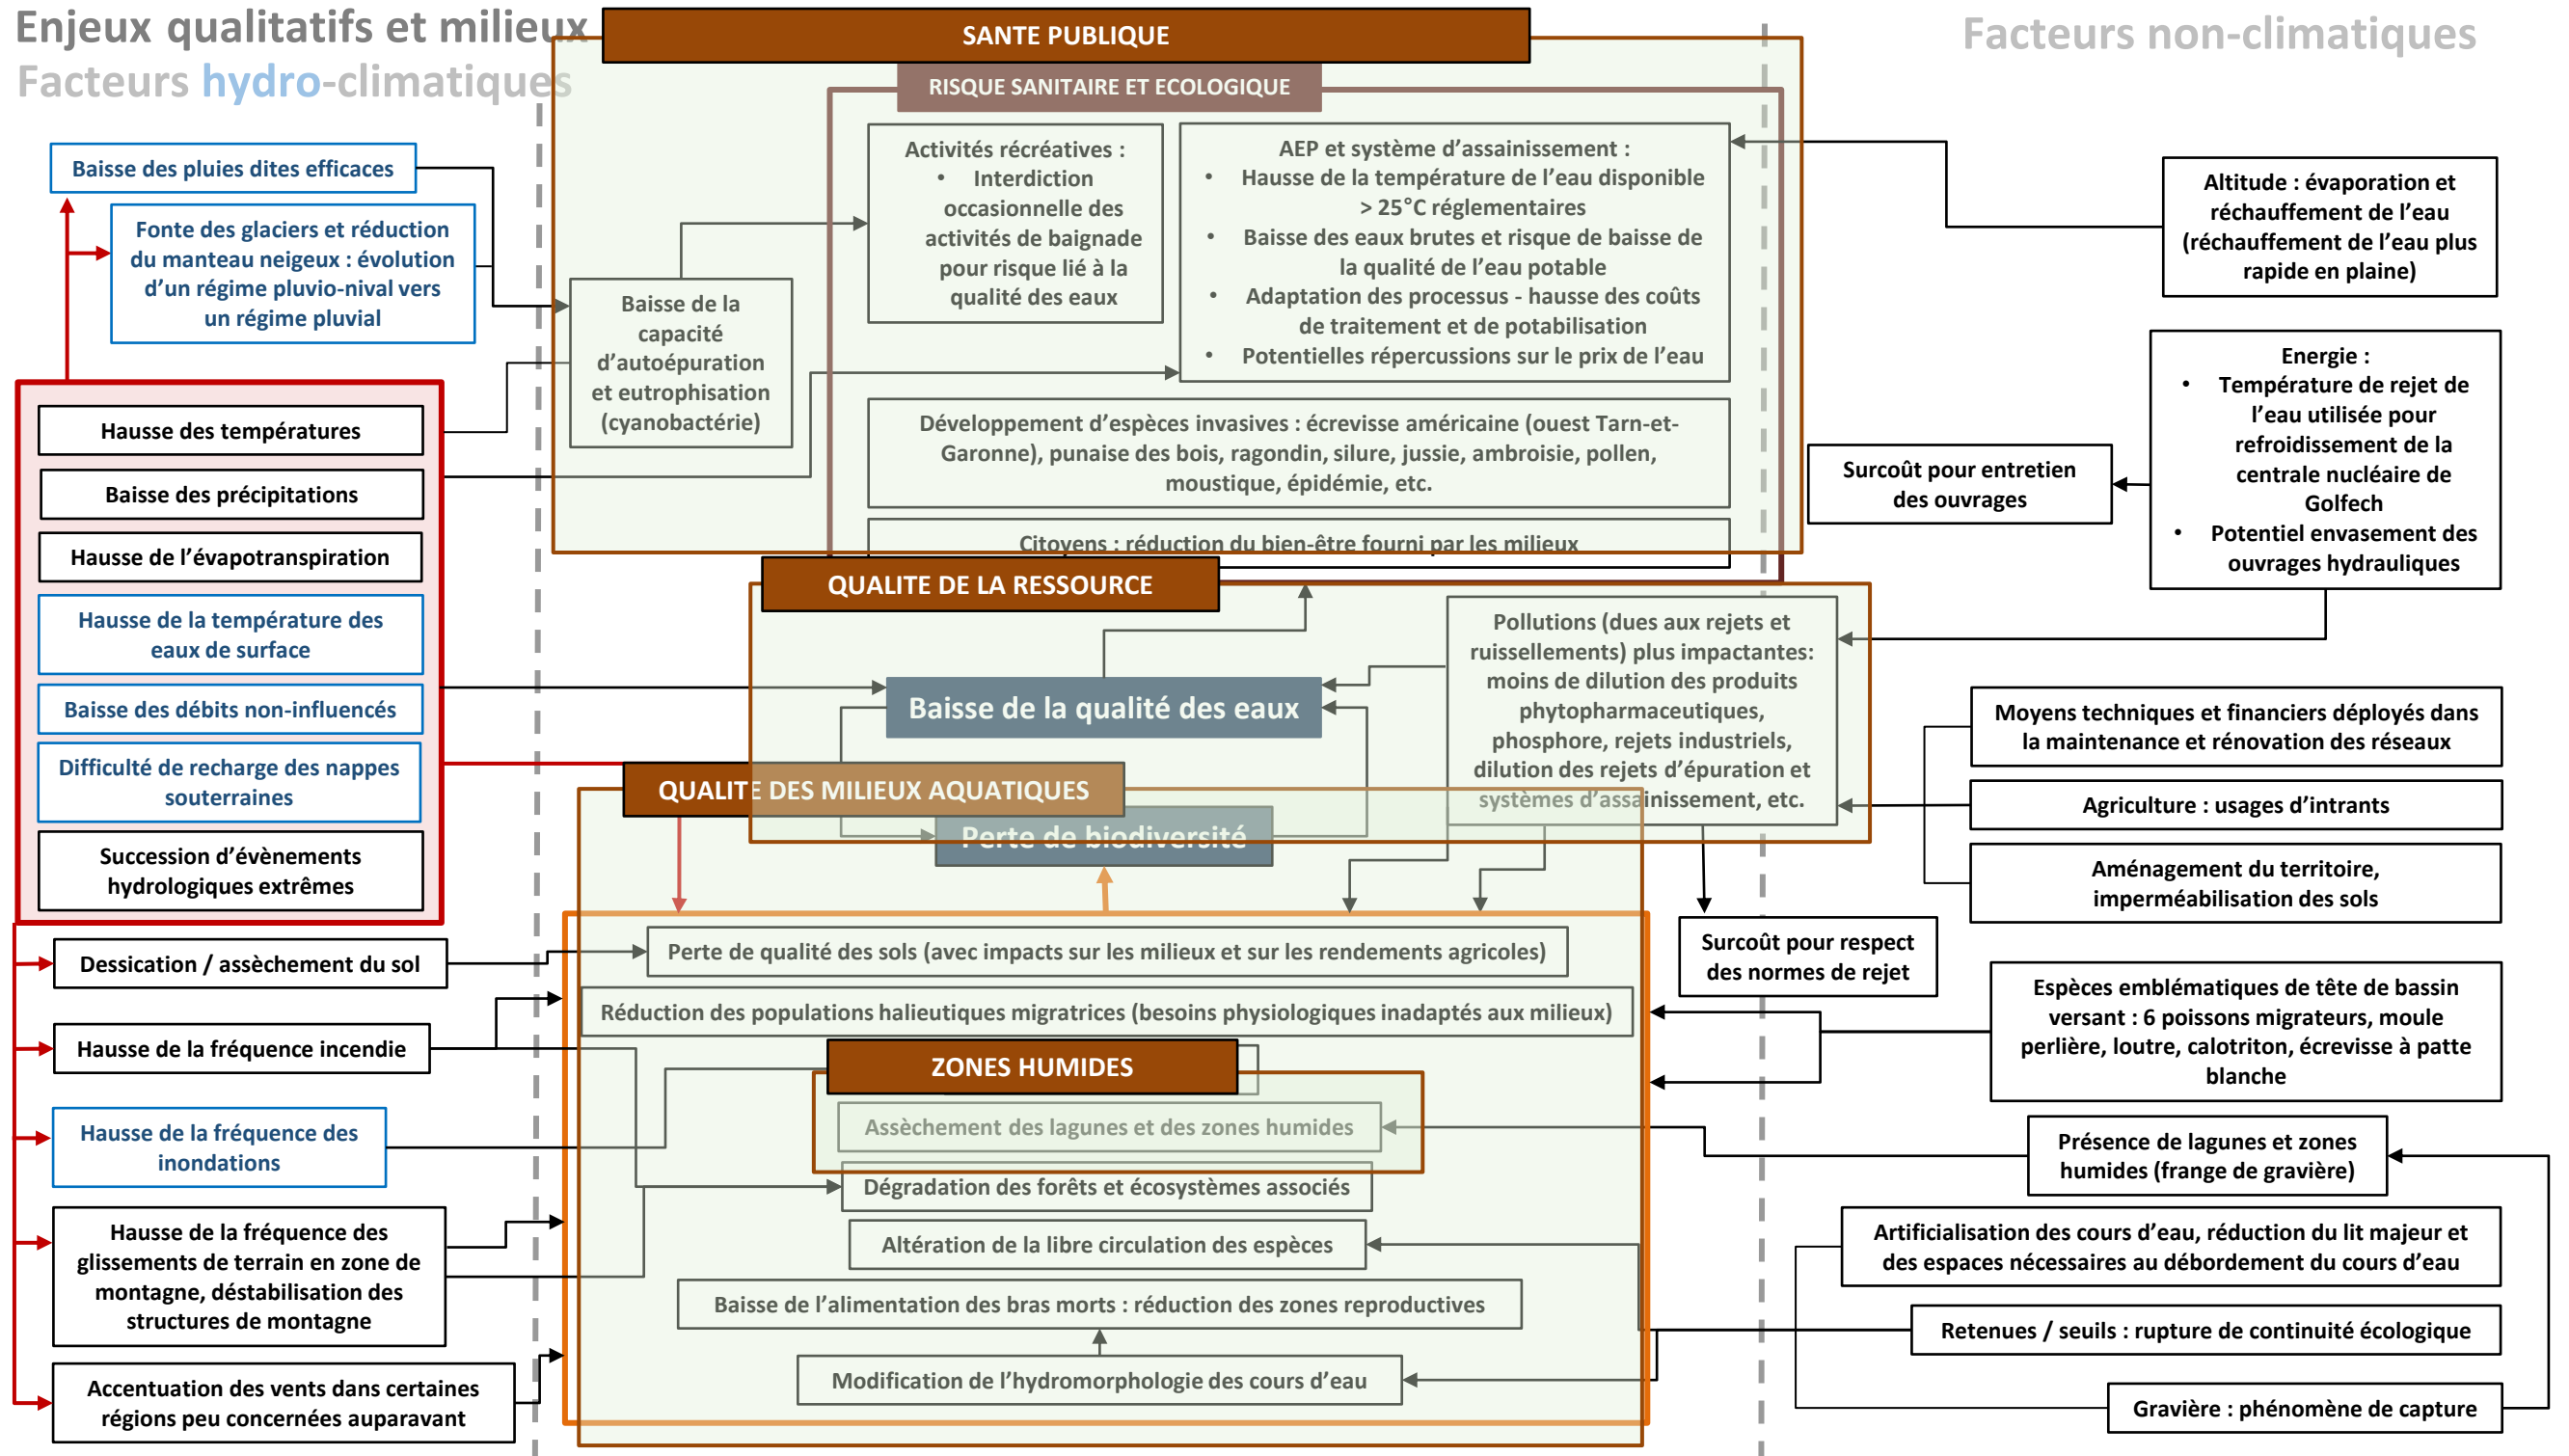 Enjeux qualitatifs et milieux
Facteurs hydro-climatiques
Facteurs non-climatiques
SANTE PUBLIQUE
RISQUE SANITAIRE ET ECOLOGIQUE
Baisse des pluies dites efficaces
Fonte des glaciers et réduction
du manteau neigeux : évolution
d’un régime pluvio-nival vers
un régime pluvial
Hausse des températures
Baisse des précipitations
Hausse de l’évapotranspiration
Hausse de la température des
eaux de surface
Baisse des débits non-influencés
Difficulté de recharge des nappes
souterraines
Succession d’évènements
hydrologiques extrêmes
Dessication / assèchement du sol
Hausse de la fréquence incendie
Hausse de la fréquence des
inondations
Hausse de la fréquence des
glissements de terrain en zone de
montagne, déstabilisation des
structures de montagne
Accentuation des vents dans certaines
régions peu concernées auparavant
Baisse de la
capacité
d’autoépuration
et eutrophisation
(cyanobactérie)
Activités récréatives :
• Interdiction
occasionnelle des
activités de baignade
pour risque lié à la
qualité des eaux
AEP et système d’assainissement :
• Hausse de la température de l’eau disponible
> 25°C réglementaires
• Baisse des eaux brutes et risque de baisse de
la qualité de l’eau potable
• Adaptation des processus - hausse des coûts
de traitement et de potabilisation
• Potentielles répercussions sur le prix de l’eau
Développement d’espèces invasives : écrevisse américaine (ouest Tarn-et-
Garonne), punaise des bois, ragondin, silure, jussie, ambroisie, pollen,
moustique, épidémie, etc.
Citoyens : réduction du bien-être fourni par les milieux
QUALITE DE LA RESSOURCE
Baisse de la qualité des eaux
Pollutions (dues aux rejets et
ruissellements) plus impactantes:
moins de dilution des produits
phytopharmaceutiques,
phosphore, rejets industriels,
dilution des rejets d’épuration et
systèmes d’assainissement, etc.
QUALITE DES MILIEUX AQUATIQUES
Perte de biodiversité
Perte de qualité des sols (avec impacts sur les milieux et sur les rendements agricoles)
Réduction des populations halieutiques migratrices (besoins physiologiques inadaptés aux milieux)
ZONES HUMIDES
Assèchement des lagunes et des zones humides
Dégradation des forêts et écosystèmes associés
Altération de la libre circulation des espèces
Baisse de l’alimentation des bras morts : réduction des zones reproductives
Modification de l’hydromorphologie des cours d’eau
Altitude : évaporation et
réchauffement de l’eau
(réchauffement de l’eau plus
rapide en plaine)
Energie :
• Température de rejet de
l’eau utilisée pour
refroidissement de la
centrale nucléaire de
Golfech
• Potentiel envasement des
ouvrages hydrauliques
Surcoût pour entretien
des ouvrages
Moyens techniques et financiers déployés dans
la maintenance et rénovation des réseaux
Agriculture : usages d’intrants
Aménagement du territoire,
imperméabilisation des sols
Surcoût pour respect
des normes de rejet
Espèces emblématiques de tête de bassin
versant : 6 poissons migrateurs, moule
perlière, loutre, calotriton, écrevisse à patte
blanche
Présence de lagunes et zones
humides (frange de gravière)
Artificialisation des cours d’eau, réduction du lit majeur et
des espaces nécessaires au débordement du cours d’eau
Retenues / seuils : rupture de continuité écologique
Gravière : phénomène de capture